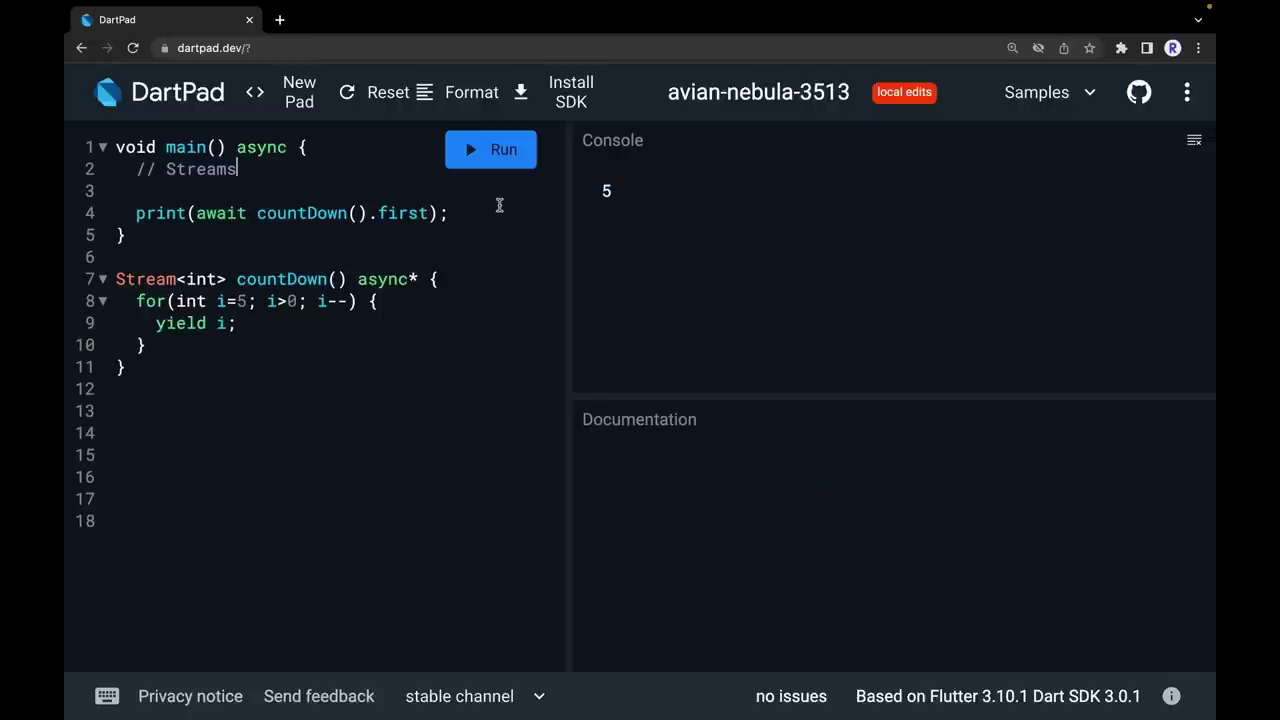 DartPad
dartpad.dev/?
R
DartPad
<> New Pad
Reset
Format
Install SDK
avian-nebula-3513
local edits
Samples
1 void main() async {
2   // Streams
3
4   print(await countDown().first);
5 }
6
7 Stream<int> countDown() async* {
8   for(int i=5; i>0; i--) {
9     yield i;
10   }
11 }
12
13
14
15
16
17
18
Run
Console
5
Documentation
Privacy notice
Send feedback
stable channel
no issues
Based on Flutter 3.10.1 Dart SDK 3.0.1